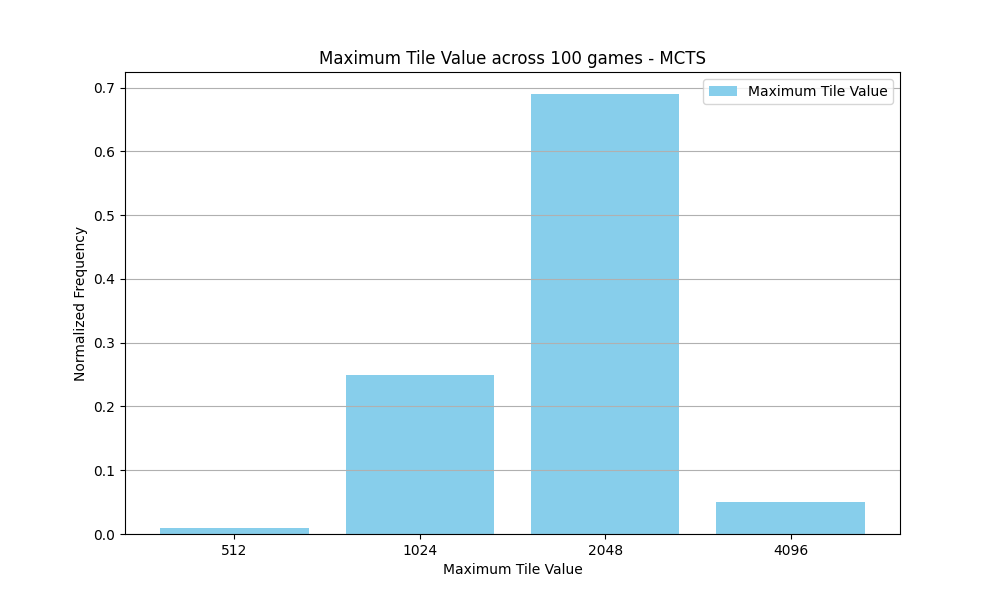 Maximum Tile Value across 100 games - MCTS
Maximum Tile Value
0.7
0.6
0.5
0.4
0.3
0.2
0.1
0.0
Normalized Frequency
512 1024 2048 4096
Maximum Tile Value